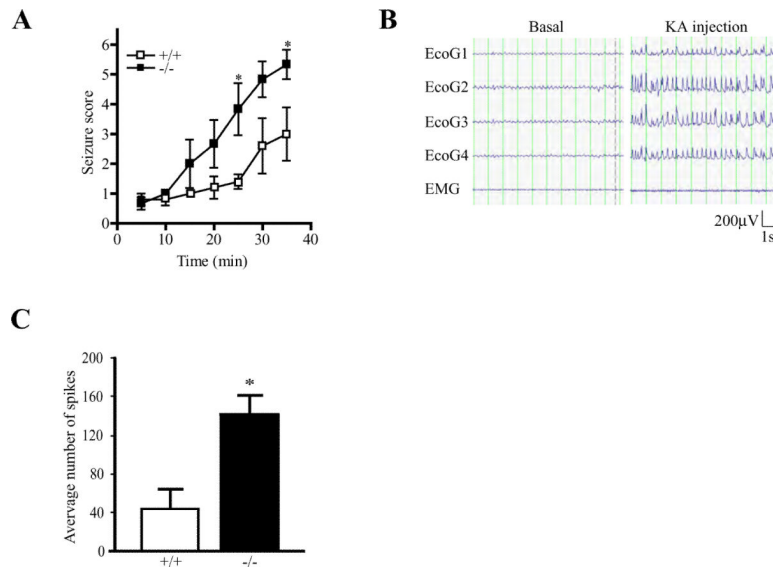 A
6
5
4
3
2
1
0
Seizure score
+/+
-/-
*
*
0 10 20 30 40
Time (min)
B
Basal KA injection
EcoG1
EcoG2
EcoG3
EcoG4
EMG
200μV
1s
C
200
160
120
80
40
0
Avervage number of spikes
*
+/+ -/-